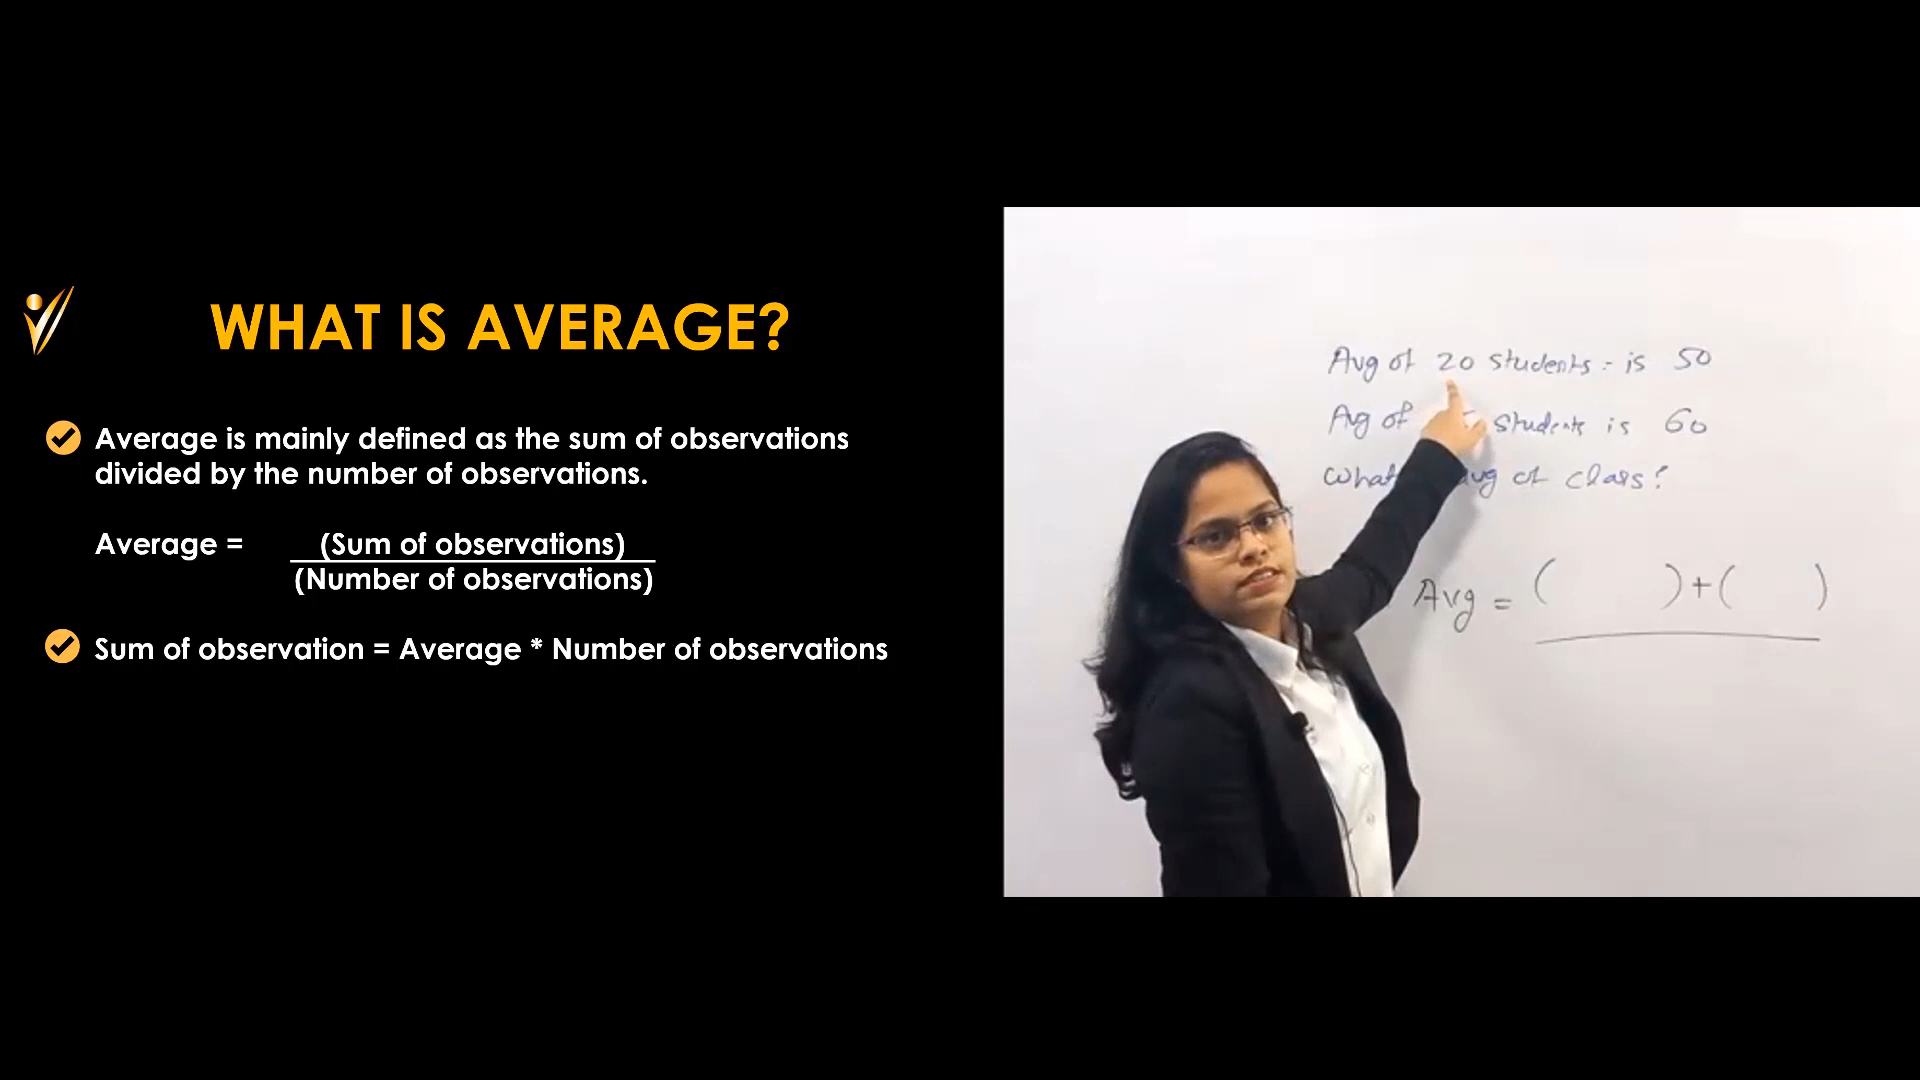 WHAT IS AVERAGE?
Average is mainly defined as the sum of observations
divided by the number of observations.
Average = (Sum of observations)
(Number of observations)
Sum of observation = Average * Number of observations
Avg of 20 students = is 50
Avg of students is 60
What avg of class?
Avg = ( ) + ( )